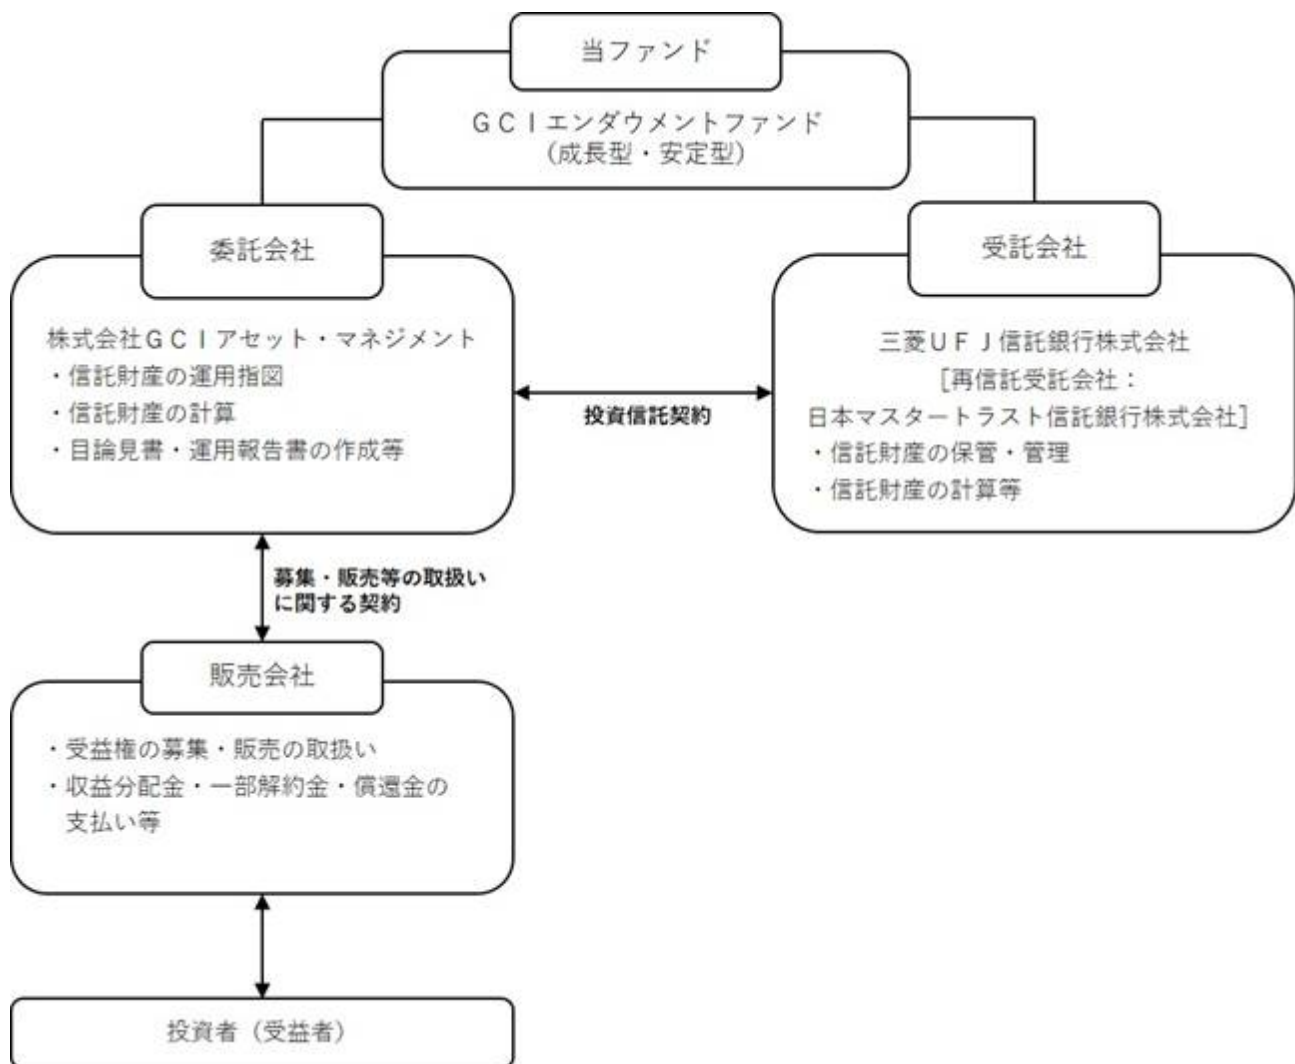 当ファンド
GCIエンダウメントファンド
(成長型・安定型)
委託会社
株式会社GCIアセット・マネジメント
・信託財産の運用指図
・信託財産の計算
・目論見書・運用報告書の作成等
受託会社
三菱UFJ信託銀行株式会社
[再信託受託会社:
日本マスタートラスト信託銀行株式会社]
・信託財産の保管・管理
・信託財産の計算等
投資信託契約
募集・販売等の取扱い
に関する契約
販売会社
・受益権の募集・販売の取扱い
・収益分配金・一部解約金・償還金の
支払い等
投資者(受益者)